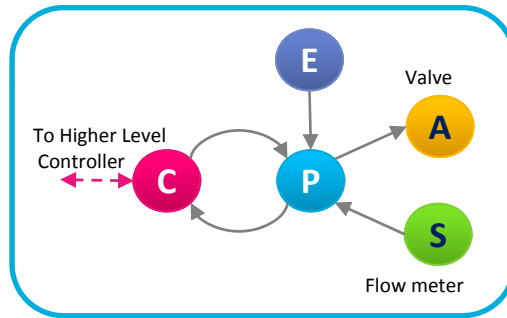 E
Valve
A
To Higher Level
Controller
C
P
S
Flow meter